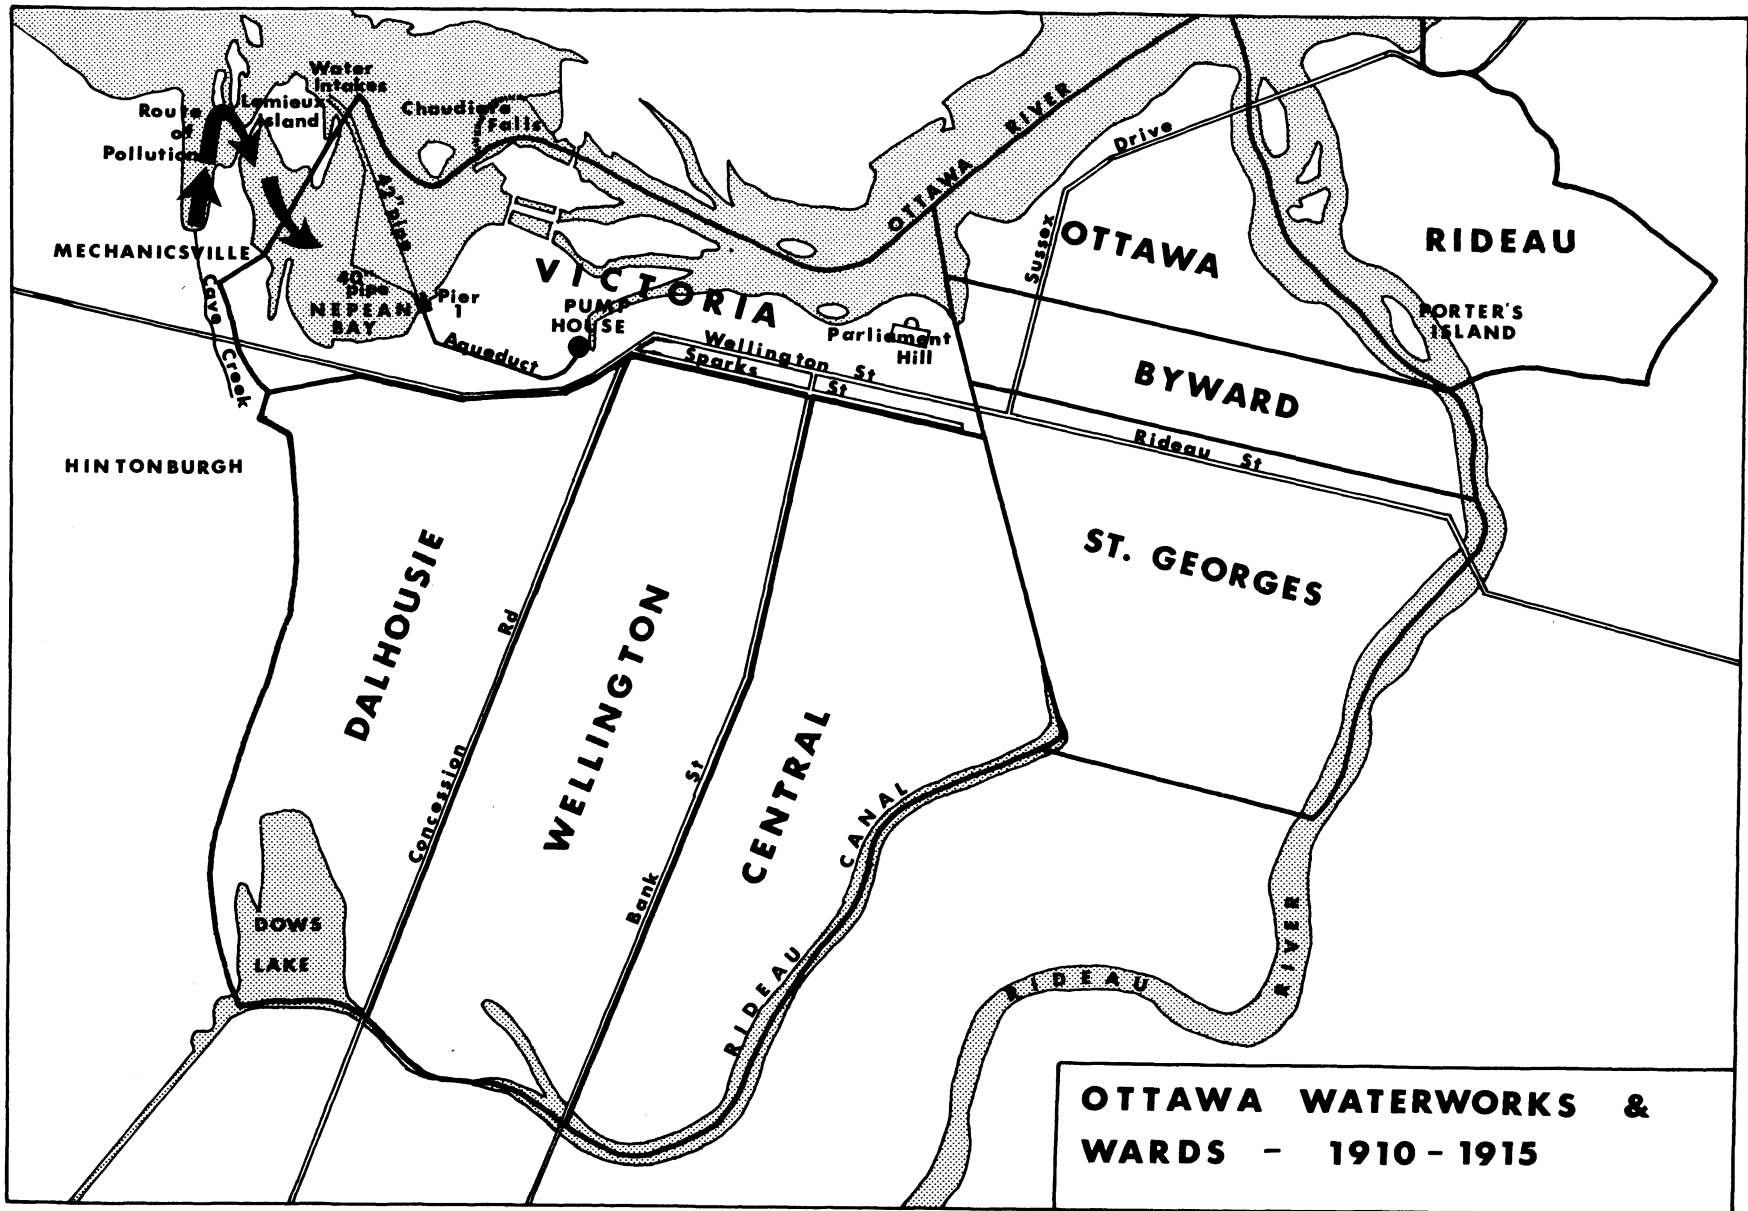 Water
Intakes
Route
of
Pollution
Lemieux
Island
Chaudiere
Falls
42" pipe
40"
pipe
MECHANICSVILLE
NEPEAN
BAY
Pier
1
Cave Creek
Aqueduct
PUMP
HOUSE
VICTORIA
OTTAWA RIVER
Sussex Drive
OTTAWA
RIDEAU
PORTER'S
ISLAND
Parliament
Hill
Wellington St
Sparks St
BYWARD
Rideau St
HINTONBURGH
ST. GEORGES
DALHOUSIE
Concession Rd
WELLINGTON
Bank St
CENTRAL
RIDEAU CANAL
DOWS
LAKE
RIDEAU RIVER
OTTAWA WATERWORKS &
WARDS - 1910-1915